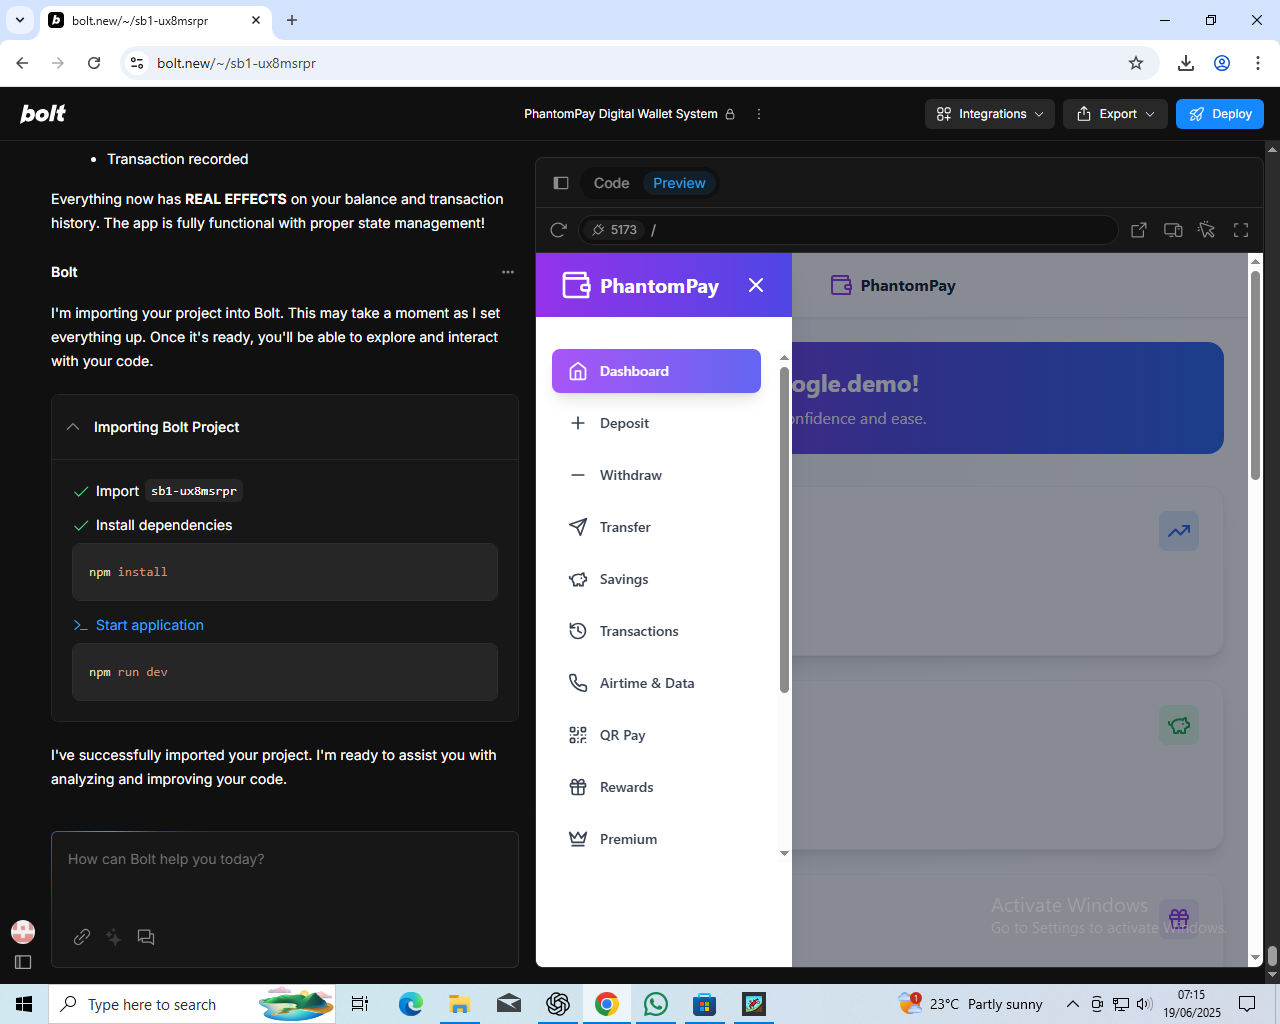 bolt.new/~/sb1-ux8msrpr
bolt.new/~/sb1-ux8msrpr
bolt
PhantomPay Digital Wallet System
Integrations
Export
Deploy
Transaction recorded
Everything now has REAL EFFECTS on your balance and transaction
history. The app is fully functional with proper state management!
Bolt
I'm importing your project into Bolt. This may take a moment as I set
everything up. Once it's ready, you'll be able to explore and interact
with your code.
Importing Bolt Project
Import sb1-ux8msrpr
Install dependencies
npm install
Start application
npm run dev
I've successfully imported your project. I'm ready to assist you with
analyzing and improving your code.
How can Bolt help you today?
Code
Preview
5173
/
PhantomPay
Dashboard
Deposit
Withdraw
Transfer
Savings
Transactions
Airtime & Data
QR Pay
Rewards
Premium
PhantomPay
ogle.demo!
onfidence and ease.
Activate Windows
Go to Settings to activate Windows.
Type here to search
1
23°C Partly sunny
07:15
19/06/2025